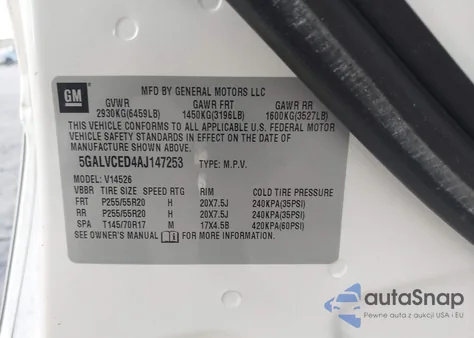 GM
MFD BY GENERAL MOTORS LLC
GVWR GAWR FRT GAWR RR
2930KG(6459LB) 1450KG(3196LB) 1600KG(3527LB)
THIS VEHICLE CONFORMS TO ALL APPLICABLE U.S. FEDERAL MOTOR
VEHICLE SAFETY STANDARDS IN EFFECT ON THE DATE OF
MANUFACTURE SHOWN ABOVE.
5GALVCED4AJ147253 TYPE: M.P.V.
MODEL: V14526
VBBR TIRE SIZE SPEED RTG RIM COLD TIRE PRESSURE
FRT P255/55R20 H 20X7.5J 240KPA(35PSI)
RR P255/55R20 H 20X7.5J 240KPA(35PSI)
SPA T145/70R17 M 17X4.5B 420KPA(60PSI)
SEE OWNER'S MANUAL FOR MORE INFORMATION.
autoSnap
Pewne auta z aukcji USA i EU